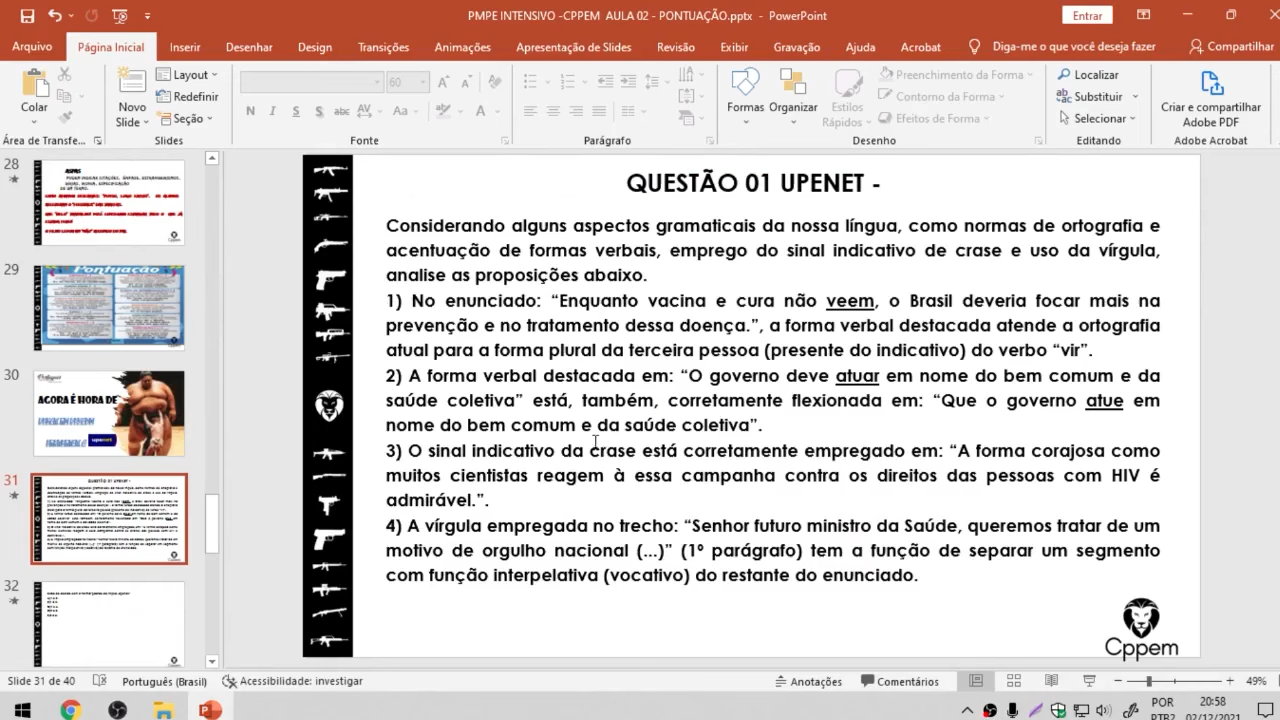 PMPE INTENSIVO -CPPEM AULA 02 - PONTUAÇÃO.pptx - PowerPoint
Entrar
Arquivo Página Inicial Inserir Desenhar Design Transições Animações Apresentação de Slides Revisão Exibir Gravação Ajuda Acrobat Diga-me o que você deseja fazer Compartilhar
Colar
Novo Slide
Layout
Redefinir
Seção
60
N I S S abc AV Aa A
Formas Organizar Estilos Rápidos
Preenchimento da Forma
Contorno da Forma
Efeitos de Forma
Localizar
Substituir
Selecionar
Criar e compartilhar Adobe PDF
Área de Transfe... Slides Fonte Parágrafo Desenho Editando Adobe Acrobat
28
29
Pontuação
30
AGORA É HORA DE
31
32
QUESTÃO 01 UPENET -
Considerando alguns aspectos gramaticais da nossa língua, como normas de ortografia e
acentuação de formas verbais, emprego do sinal indicativo de crase e uso da vírgula,
analise as proposições abaixo.
1) No enunciado: “Enquanto vacina e cura não veem, o Brasil deveria focar mais na
prevenção e no tratamento dessa doença.”, a forma verbal destacada atende a ortografia
atual para a forma plural da terceira pessoa (presente do indicativo) do verbo “vir”.
2) A forma verbal destacada em: “O governo deve atuar em nome do bem comum e da
saúde coletiva” está, também, corretamente flexionada em: “Que o governo atue em
nome do bem comum e da saúde coletiva”.
3) O sinal indicativo da crase está corretamente empregado em: “A forma corajosa como
muitos cientistas reagem à essa campanha contra os direitos das pessoas com HIV é
admirável.”.
4) A vírgula empregada no trecho: “Senhor futuro ministro da Saúde, queremos tratar de um
motivo de orgulho nacional (...)” (1º parágrafo) tem a função de separar um segmento
com função interpelativa (vocativo) do restante do enunciado.
Cppem
Slide 31 de 40 Português (Brasil) Acessibilidade: investigar Anotações Comentários 49%
POR
PTB2
20:58
02/12/2021